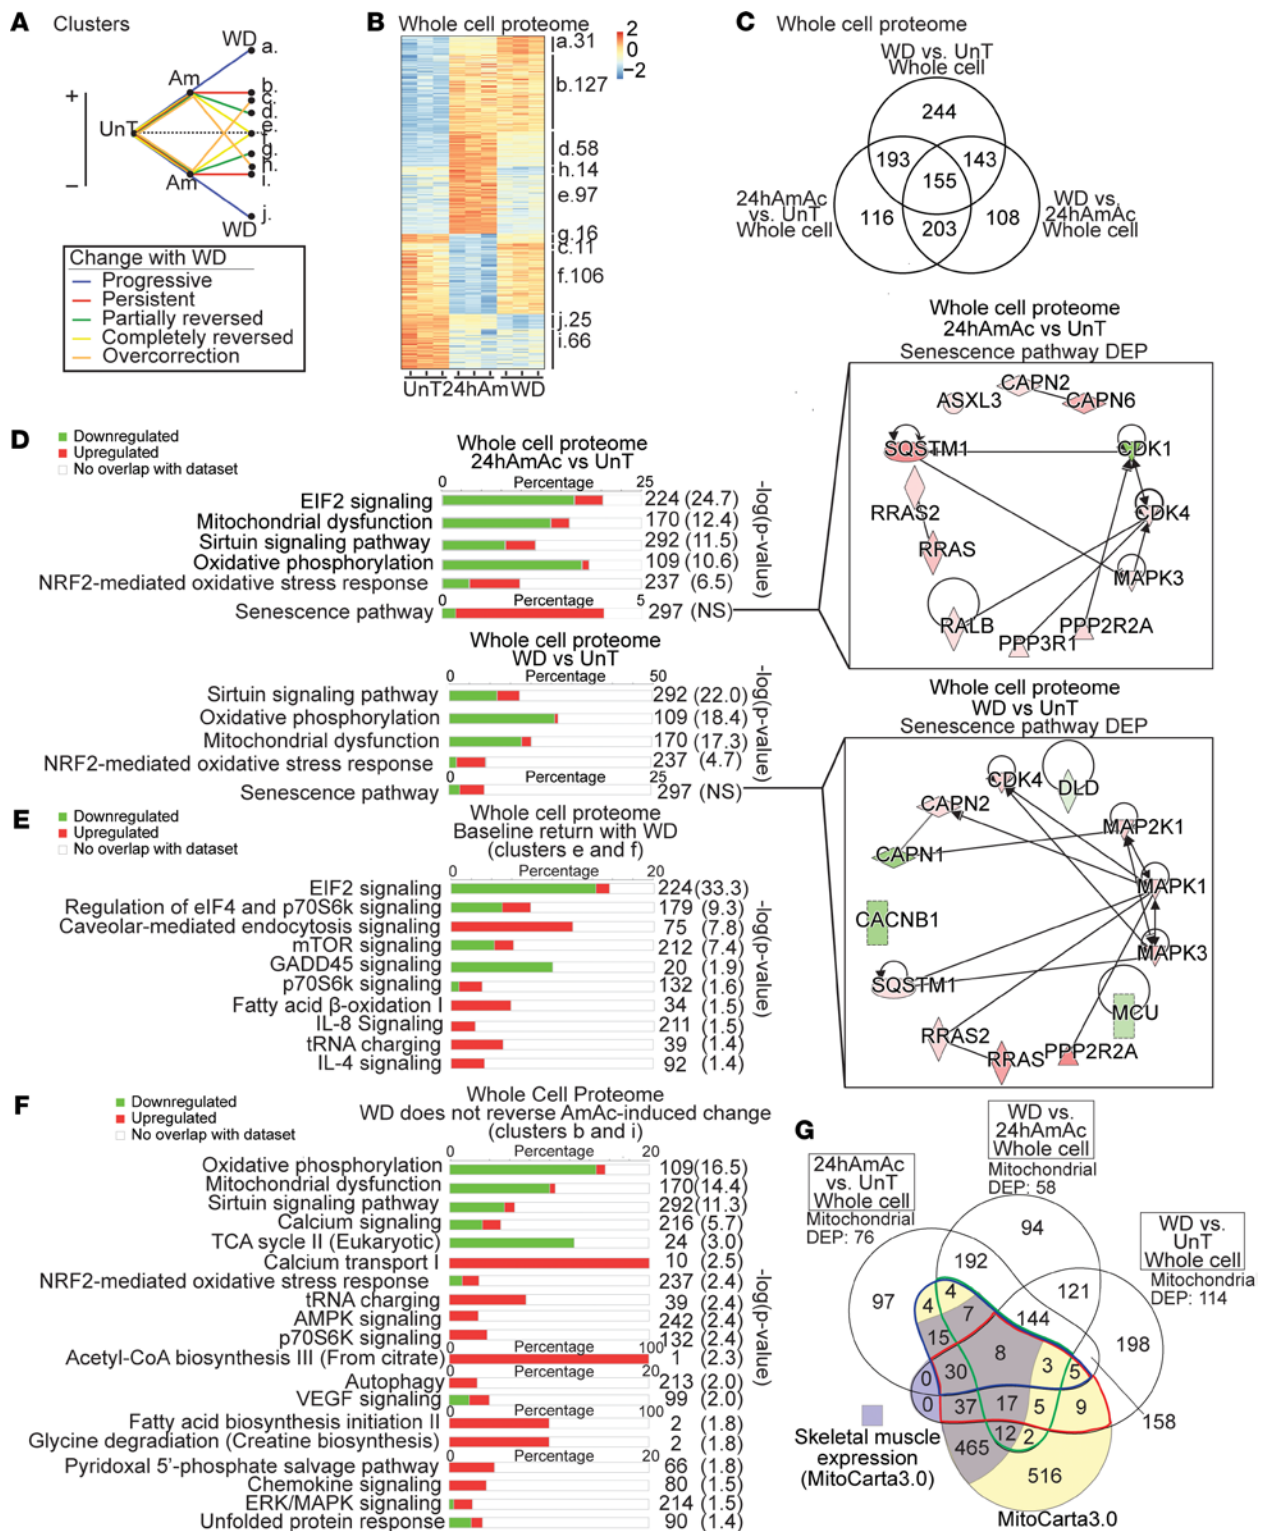 A Clusters
WD
a.
Am
b.
c.
d.
e.
+
UnT
g.
h.
i.
−
Am
j.
WD
Change with WD
Progressive
Persistent
Partially reversed
Completely reversed
Overcorrection
B Whole cell proteome
2
0
−2
a.31
b.127
d.58
h.14
e.97
g.16
c.11
f.106
j.25
i.66
UnT 24hAm WD
C Whole cell proteome
WD vs. UnT
Whole cell
244
193
143
155
24hAmAc
vs. UnT
Whole cell
116
203
108
WD vs.
24hAmAc
Whole cell
Whole cell proteome
24hAmAc vs UnT
Senescence pathway DEP
CAPN2
ASXL3
CAPN6
SQSTM1
CDK1
RRAS2
CDK4
RRAS
MAPK3
RALB
PPP2R2A
PPP3R1
Whole cell proteome
WD vs UnT
Senescence pathway DEP
CDK4
DLD
CAPN2
MAP2K1
CAPN1
MAPK1
CACNB1
MAPK3
SQSTM1
MCU
RRAS2
RRAS
PPP2R2A
D
Downregulated
Upregulated
No overlap with dataset
Whole cell proteome
24hAmAc vs UnT
0 Percentage 25
EIF2 signaling 224 (24.7)
Mitochondrial dysfunction 170 (12.4)
Sirtuin signaling pathway 292 (11.5)
Oxidative phosphorylation 109 (10.6)
NRF2-mediated oxidative stress response 237 (6.5)
0 Percentage 5
Senescence pathway 297 (NS)
-log(p-value)
Whole cell proteome
WD vs UnT
0 Percentage 50
Sirtuin signaling pathway 292 (22.0)
Oxidative phosphorylation 109 (18.4)
Mitochondrial dysfunction 170 (17.3)
NRF2-mediated oxidative stress response 237 (4.7)
0 Percentage 25
Senescence pathway 297 (NS)
-log(p-value)
E
Downregulated
Upregulated
No overlap with dataset
Whole cell proteome
Baseline return with WD
(clusters e and f)
0 Percentage 20
EIF2 signaling 224 (33.3)
Regulation of eIF4 and p70S6k signaling 179 (9.3)
Caveolar-mediated endocytosis signaling 75 (7.8)
mTOR signaling 212 (7.4)
GADD45 signaling 20 (1.9)
p70S6k signaling 132 (1.6)
Fatty acid β-oxidation I 34 (1.5)
IL-8 Signaling 211 (1.5)
tRNA charging 39 (1.4)
IL-4 signaling 92 (1.4)
-log(p-value)
F
Downregulated
Upregulated
No overlap with dataset
Whole Cell Proteome
WD does not reverse AmAc-induced change
(clusters b and i)
0 Percentage 20
Oxidative phosphorylation 109 (16.5)
Mitochondrial dysfunction 170 (14.4)
Sirtuin signaling pathway 292 (11.3)
Calcium signaling 216 (5.7)
TCA sycle II (Eukaryotic) 24 (3.0)
Calcium transport I 10 (2.5)
NRF2-mediated oxidative stress response 237 (2.4)
tRNA charging 39 (2.4)
AMPK signaling 242 (2.4)
p70S6K signaling 132 (2.4)
0 Percentage 100
Acetyl-CoA biosynthesis III (From citrate) 1 (2.3)
0 Percentage 20
Autophagy 213 (2.0)
VEGF signaling 99 (2.0)
0 Percentage 100
Fatty acid biosynthesis initiation II 2 (1.8)
Glycine degradation (Creatine biosynthesis) 2 (1.8)
0 Percentage 20
Pyridoxal 5'-phosphate salvage pathway 66 (1.8)
Chemokine signaling 80 (1.5)
ERK/MAPK signaling 214 (1.5)
Unfolded protein response 90 (1.4)
-log(p-value)
G
WD vs.
24hAmAc
Whole cell
Mitochondrial
DEP: 58
24hAmAc
vs. UnT
Whole cell
Mitochondrial
DEP: 76
WD vs.
UnT
Whole cell
Mitochondria
DEP: 114
94
192
121
97
4
4
7
144
198
15
8
3
5
0
30
0
37
17
5
9
158
12
2
465
516
Skeletal muscle
expression
(MitoCarta3.0)
MitoCarta3.0